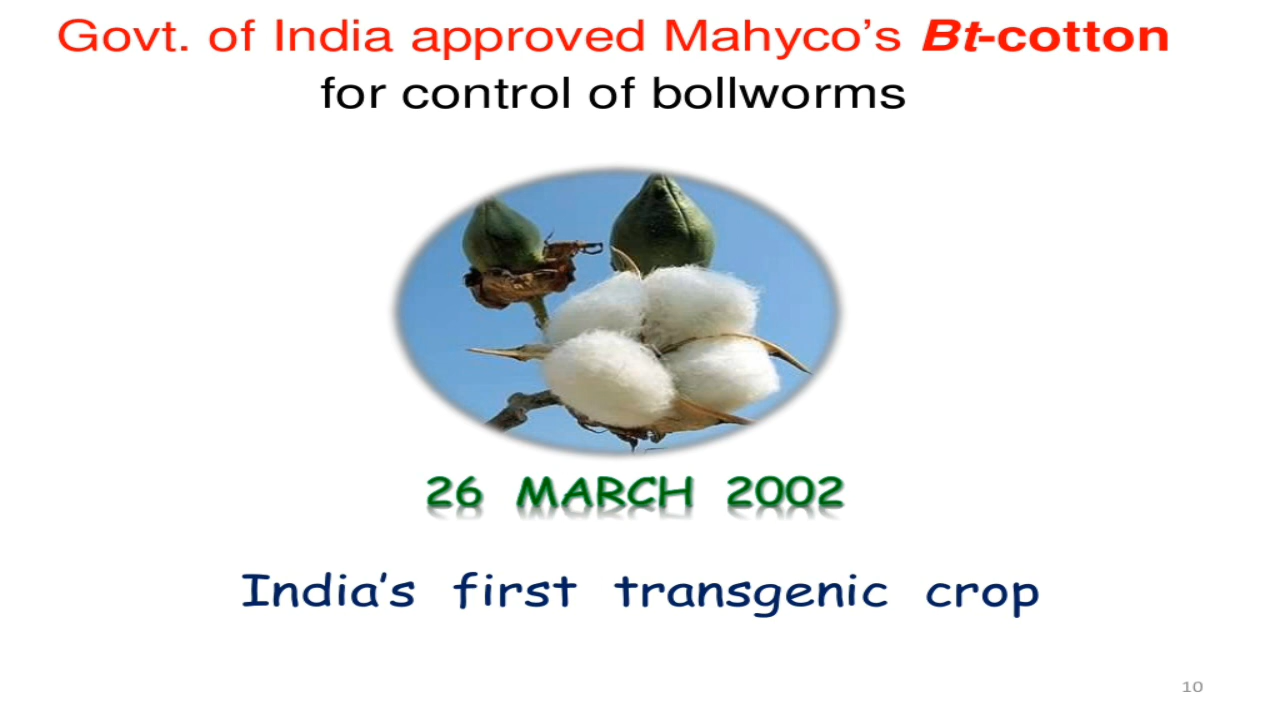 Govt. of India approved Mahyco’s Bt-cotton
for control of bollworms
26 MARCH 2002
India’s first transgenic crop
10